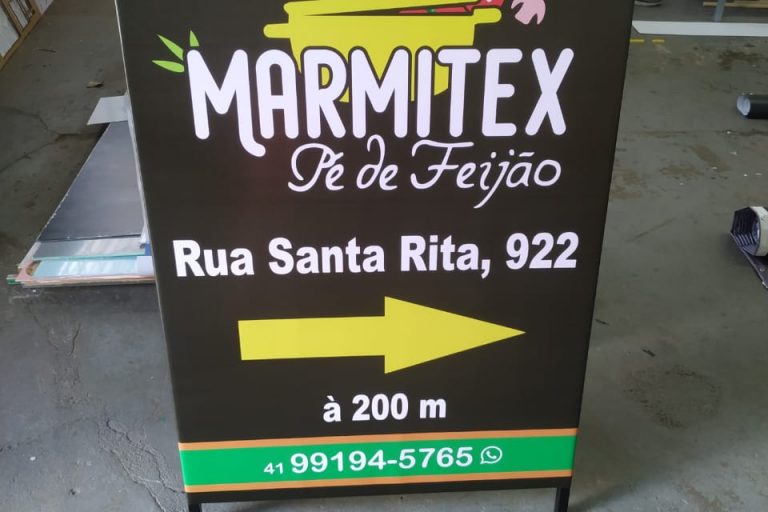 MARMITEX
Pé de Feijão
Rua Santa Rita, 922
à 200 m
41 99194-5765